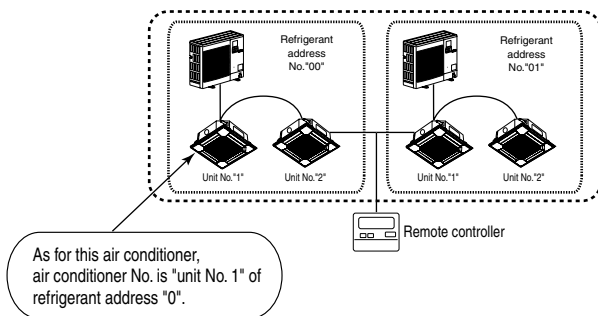 Refrigerant
address
No."00"
Refrigerant
address
No."01"
Unit No."1"
Unit No."2"
Unit No."1"
Unit No."2"
Remote controller
As for this air conditioner,
air conditioner No. is "unit No. 1" of
refrigerant address "0".